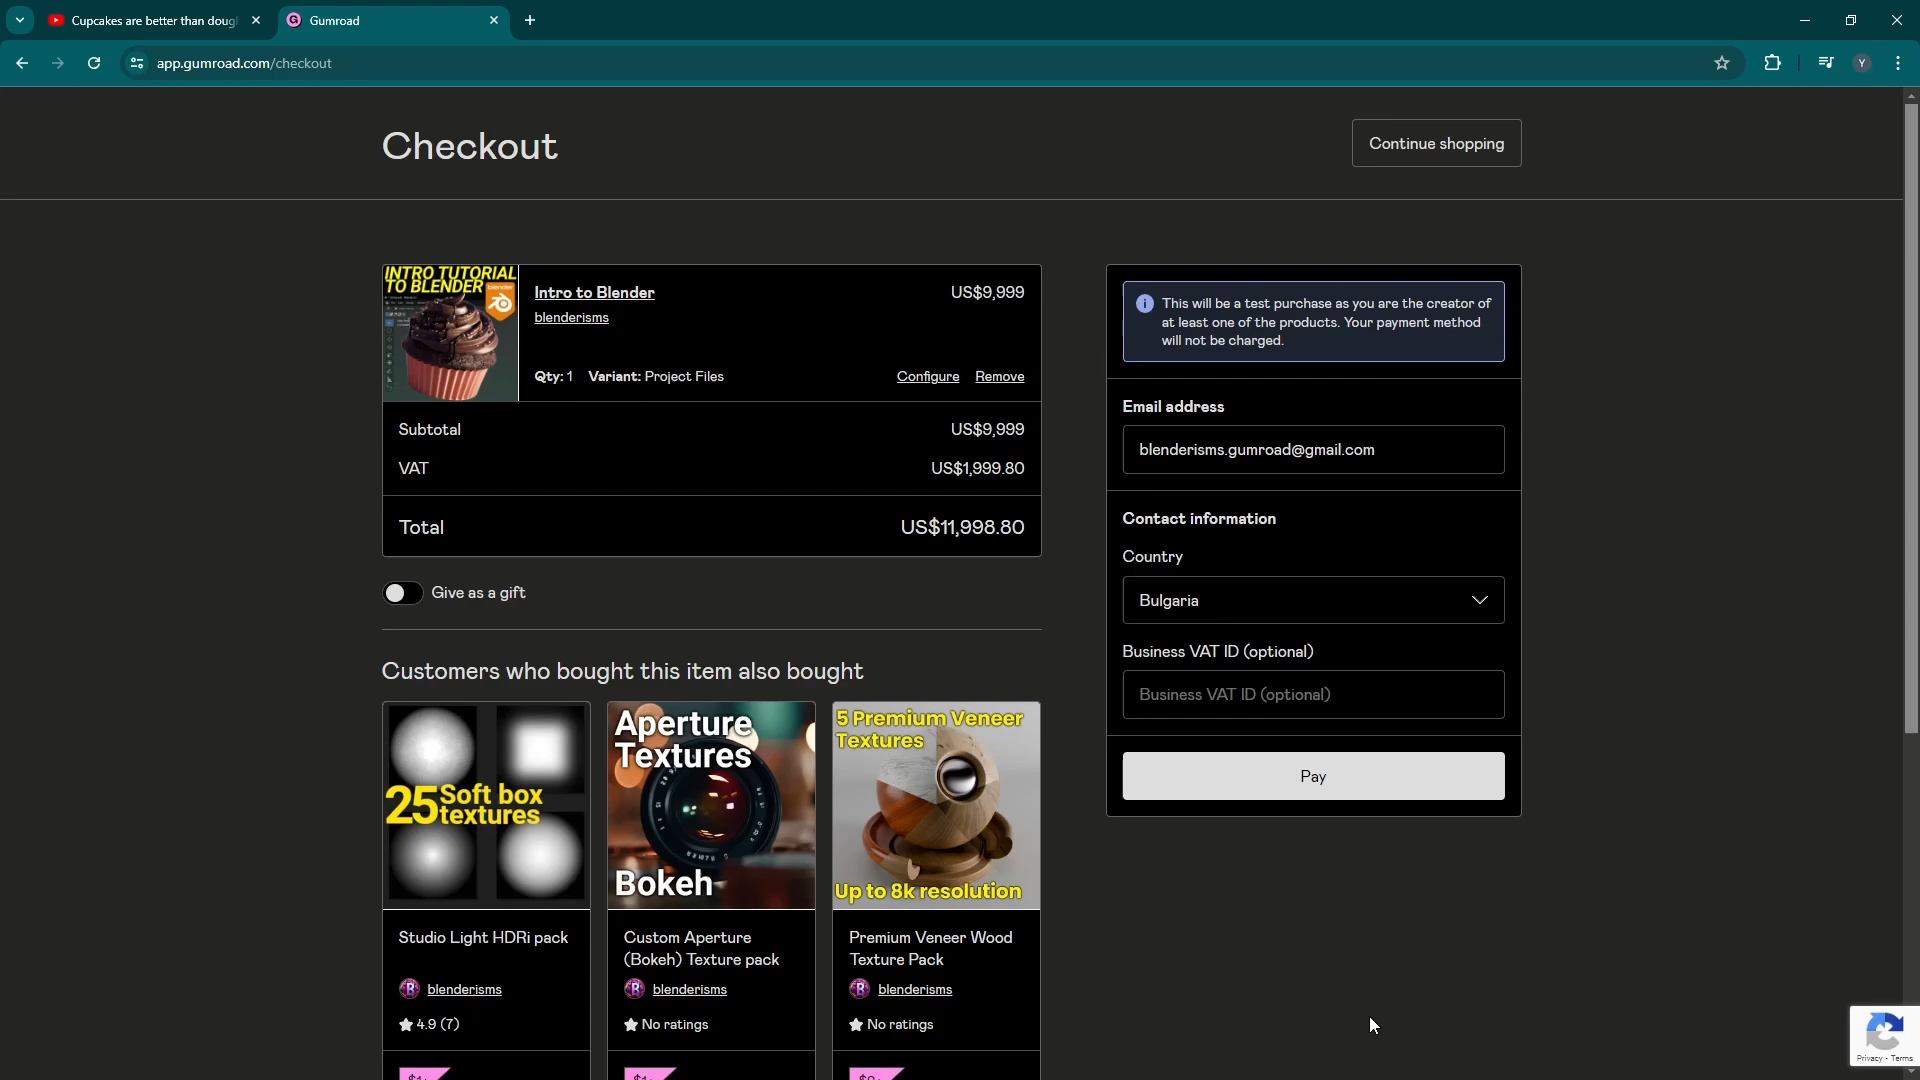 Cupcakes are better than doug
Gumroad
app.gumroad.com/checkout
Y
Checkout
Continue shopping
INTRO TUTORIAL
TO BLENDER
blender
Intro to Blender
US$9,999
blenderisms
Qty: 1 Variant: Project Files
Configure
Remove
Subtotal
US$9,999
VAT
US$1,999.80
Total
US$11,998.80
Give as a gift
Customers who bought this item also bought
25 Soft box
textures
Studio Light HDRi pack
blenderisms
4.9 (7)
Aperture
Textures
Bokeh
Custom Aperture
(Bokeh) Texture pack
blenderisms
No ratings
5 Premium Veneer
Textures
Up to 8k resolution
Premium Veneer Wood
Texture Pack
blenderisms
No ratings
This will be a test purchase as you are the creator of
at least one of the products. Your payment method
will not be charged.
Email address
blenderisms.gumroad@gmail.com
Contact information
Country
Bulgaria
Business VAT ID (optional)
Business VAT ID (optional)
Pay
Privacy - Terms